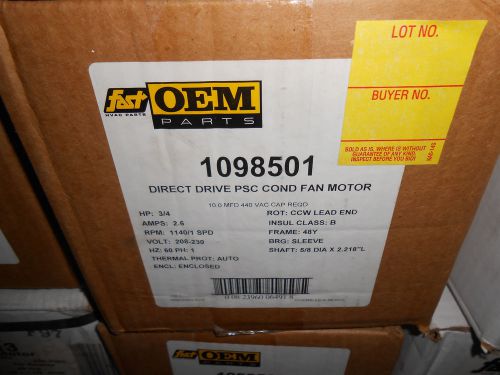 LOT NO.
BUYER NO.
SOLD AS IS, WHERE IS WITHOUT
GUARANTEE OF ANY KIND.
INSPECT BEFORE YOU BID!
fast
HVAC PARTS
OEM
PARTS
1098501
DIRECT DRIVE PSC COND FAN MOTOR
10.0 MFD 440 VAC CAP REQD
HP: 3/4
AMPS: 2.6
RPM: 1140/1 SPD
VOLT: 208-230
HZ: 60 PH: 1
THERMAL PROT: AUTO
ENCL: ENCLOSED
ROT: CCW LEAD END
INSUL CLASS: B
FRAME: 48Y
BRG: SLEEVE
SHAFT: 5/8 DIA X 2.218"L
fast
OEM
PARTS